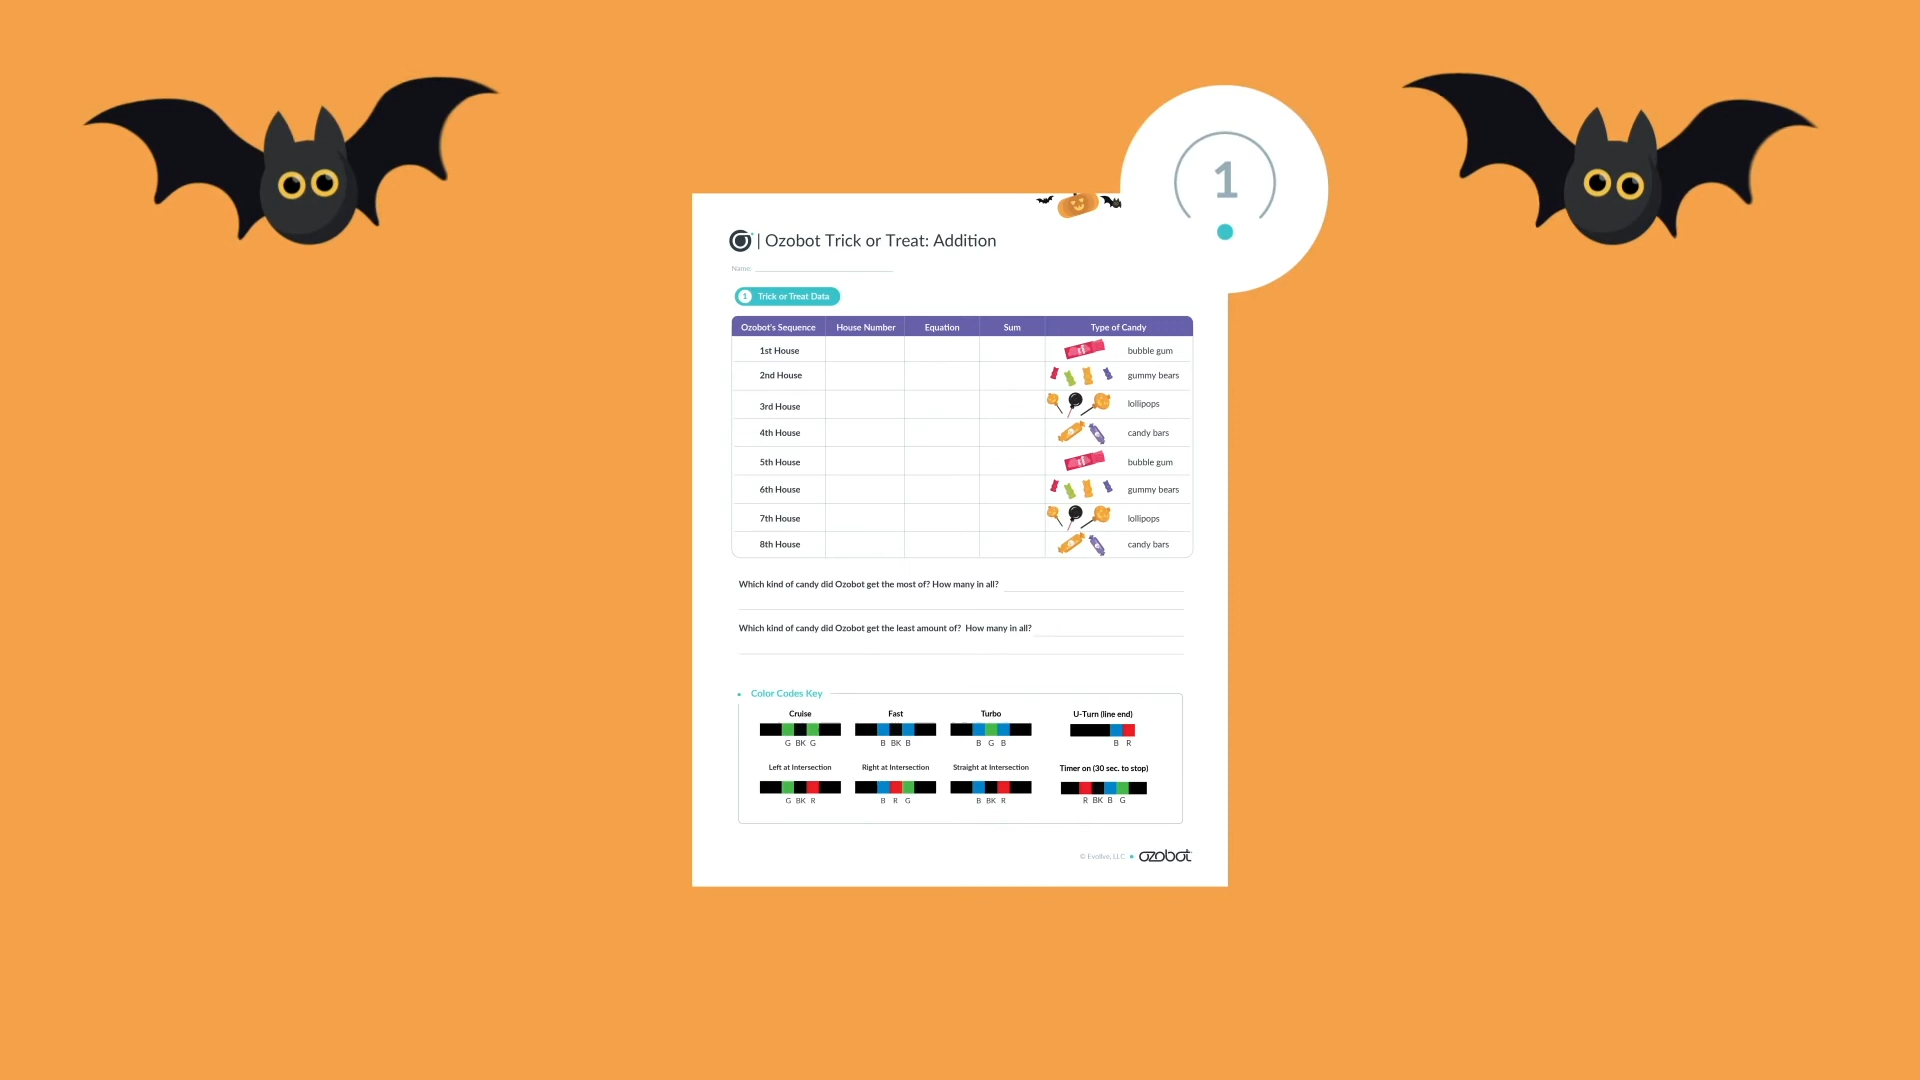 1
| Ozobot Trick or Treat: Addition
Name:
1 Trick or Treat Data
Ozobot's Sequence House Number Equation Sum Type of Candy
1st House bubble gum
2nd House gummy bears
3rd House lollipops
4th House candy bars
5th House bubble gum
6th House gummy bears
7th House lollipops
8th House candy bars
Which kind of candy did Ozobot get the most of? How many in all?
Which kind of candy did Ozobot get the least amount of? How many in all?
Color Codes Key
Cruise Fast Turbo U-Turn (line end)
G BK G B BK B B G B B R
Left at Intersection Right at Intersection Straight at Intersection Timer on (30 sec. to stop)
G BK R B R G B BK R R BK B G
© Evollve, LLC • ozobot